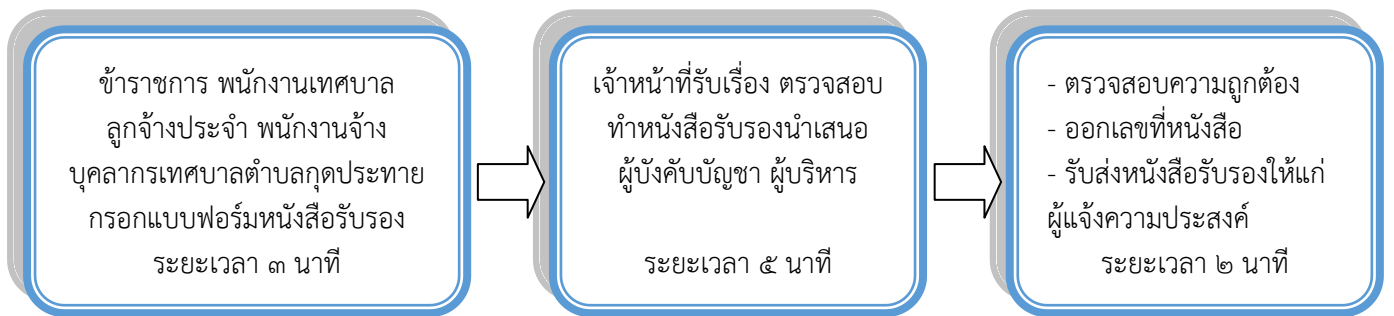 ข้าราชการ พนักงานเทศบาล
ลูกจ้างประจำ พนักงานจ้าง
บุคลากรเทศบาลตำบลกุดประทาย
กรอกแบบฟอร์มหนังสือรับรอง
ระยะเวลา ๓ นาที
เจ้าหน้าที่รับเรื่อง ตรวจสอบ
ทำหนังสือรับรองนำเสนอ
ผู้บังคับบัญชา ผู้บริหาร
ระยะเวลา ๕ นาที
- ตรวจสอบความถูกต้อง
- ออกเลขที่หนังสือ
- รับส่งหนังสือรับรองให้แก่
ผู้แจ้งความประสงค์
ระยะเวลา ๒ นาที